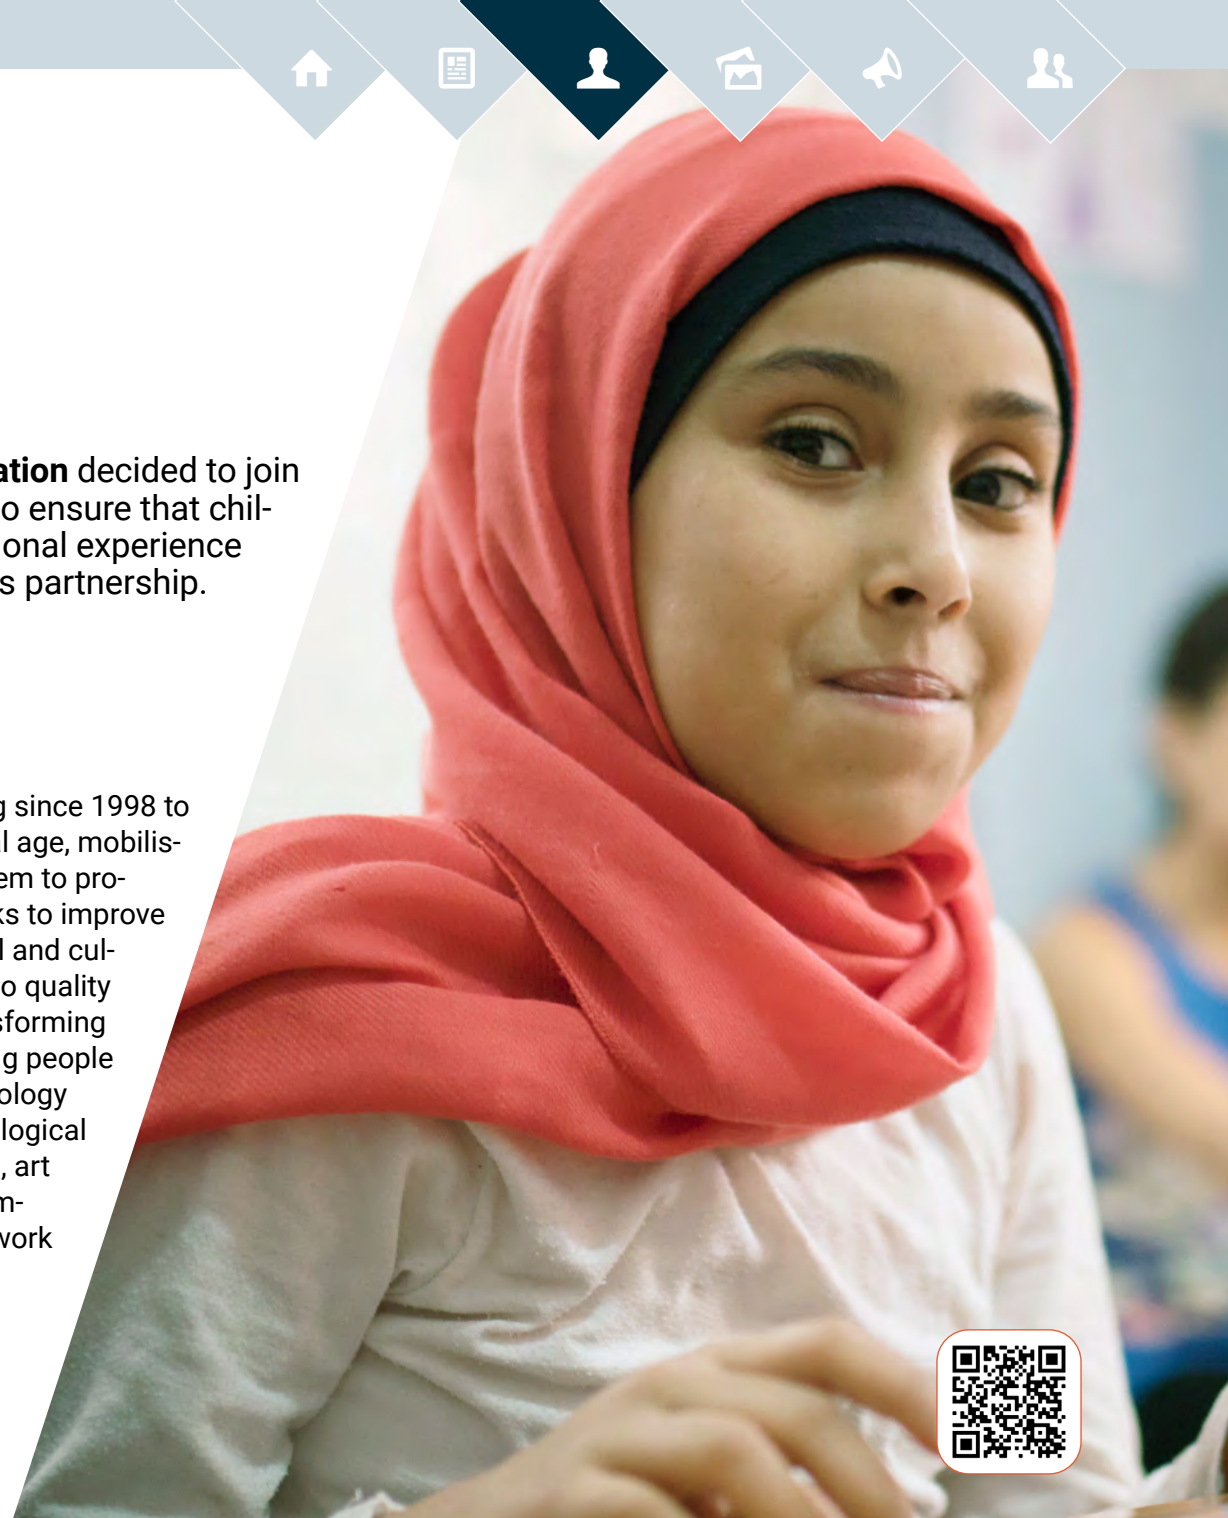 ation decided to join
o ensure that chil-
onal experience
s partnership.
g since 1998 to
l age, mobilis-
em to pro-
ks to improve
l and cul-
o quality
sforming
g people
ology
logical
, art
m-
work